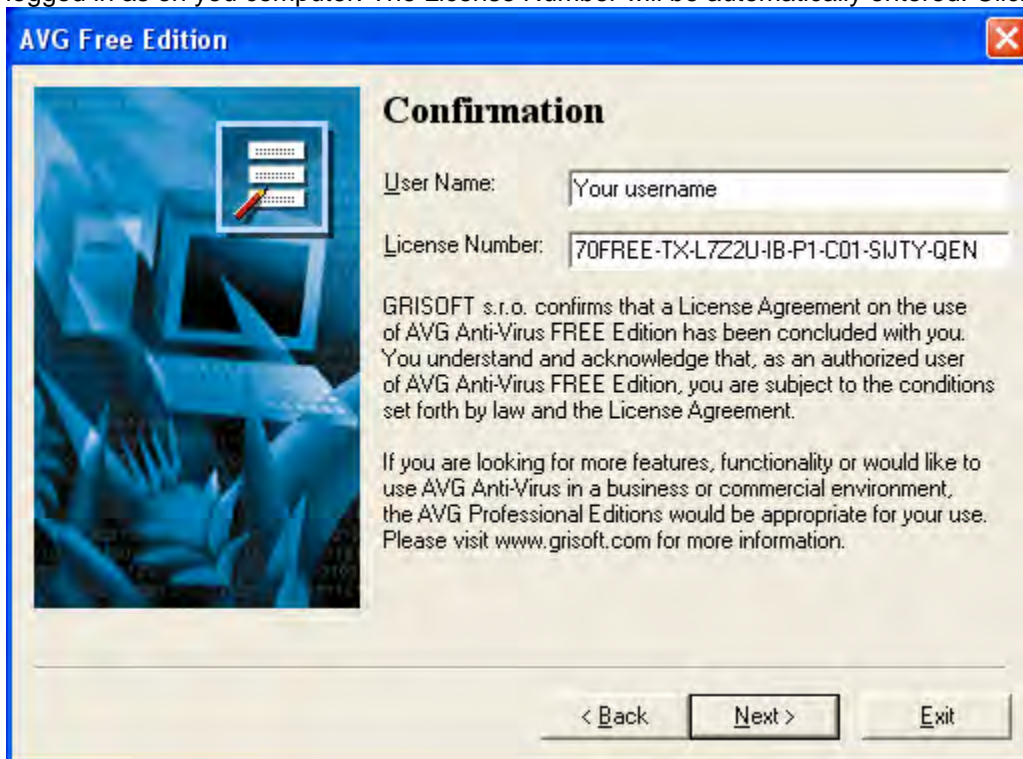 logged in as on you computer. The License Number will be automatically entered. Click
AVG Free Edition
Confirmation
User Name: Your username
License Number: 70FREE-TX-L7Z2U-IB-P1-C01-SIJTY-QEN
GRISOFT s.r.o. confirms that a License Agreement on the use
of AVG Anti-Virus FREE Edition has been concluded with you.
You understand and acknowledge that, as an authorized user
of AVG Anti-Virus FREE Edition, you are subject to the conditions
set forth by law and the License Agreement.
If you are looking for more features, functionality or would like to
use AVG Anti-Virus in a business or commercial environment,
the AVG Professional Editions would be appropriate for your use.
Please visit www.grisoft.com for more information.
< Back Next > Exit